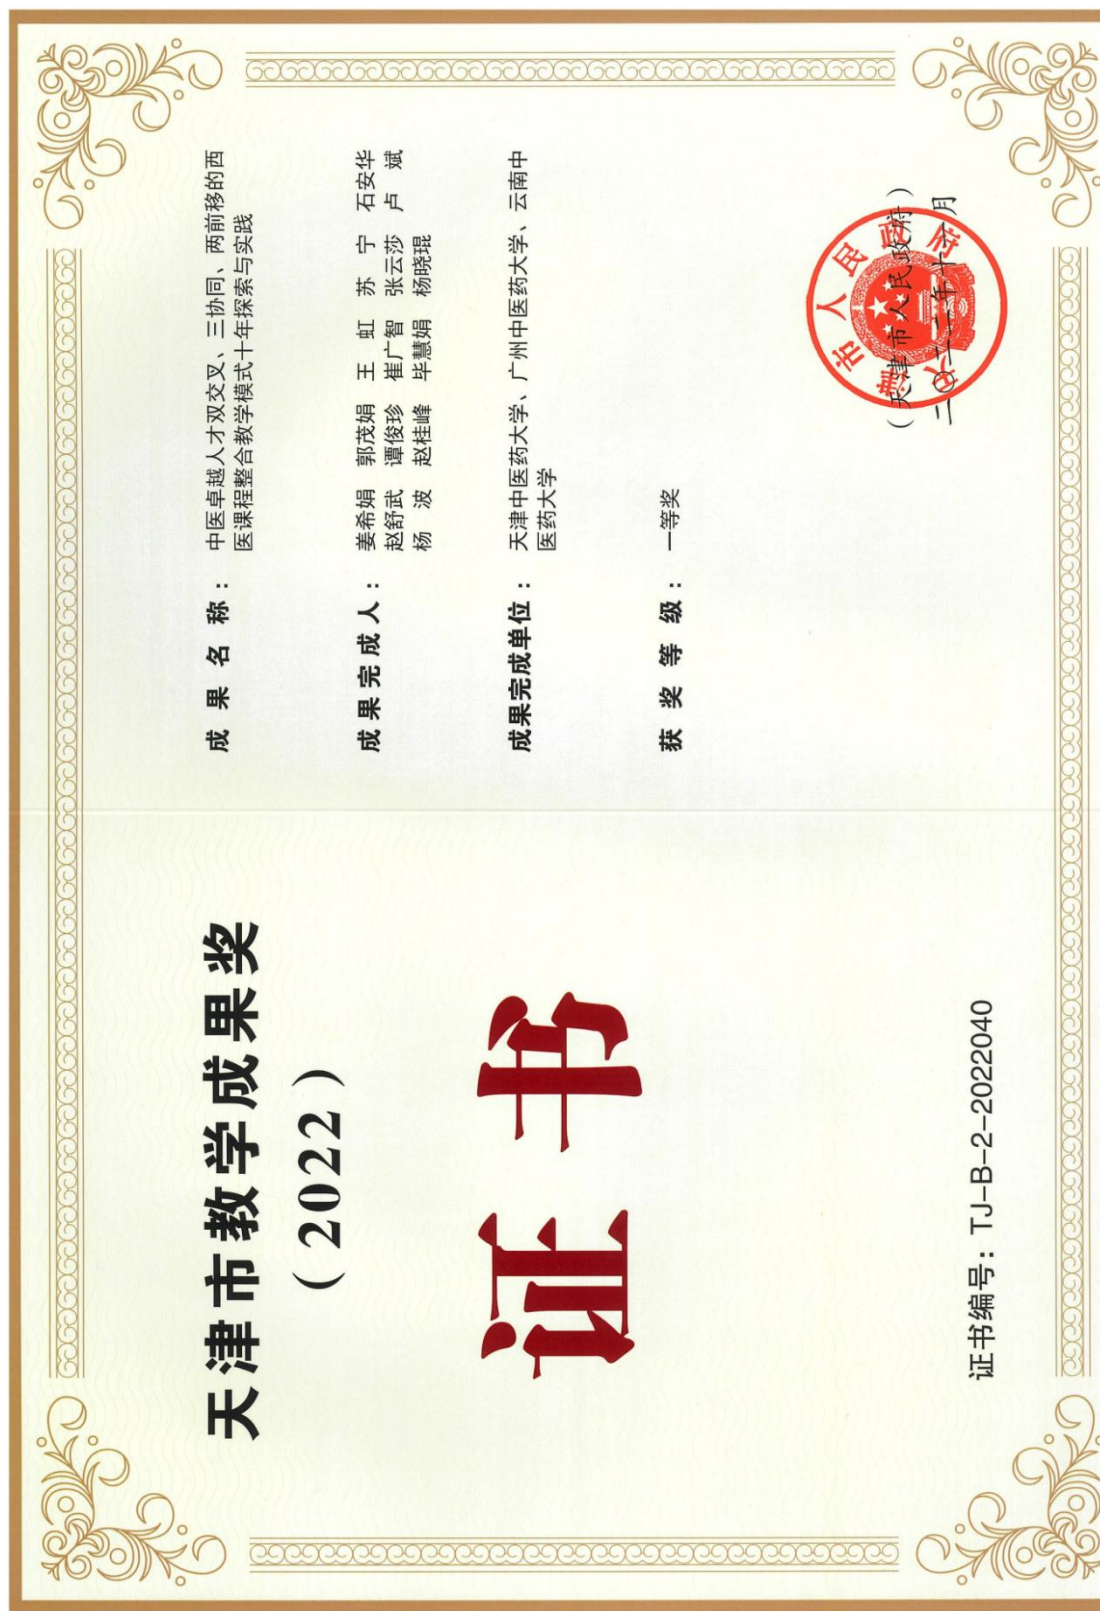 天津市教学成果奖
（2022）
证书
证书编号：TJ-B-2-2022040
成果名称：中医卓越人才双交叉、三协同、两前移的西
医课程整合教学模式十年探索与实践
成果完成人：姜希娟 郭茂娟 王虹 苏宁 石安华
赵舒武 谭俊珍 崔广智 张云莎 卢斌
杨波 赵桂峰 毕慧娟 杨晓琨
成果完成单位：天津中医药大学、广州中医药大学、云南中
医药大学
获奖等级：一等奖
天津市人民政府
（天津市人民政府）
二〇二二年十一月